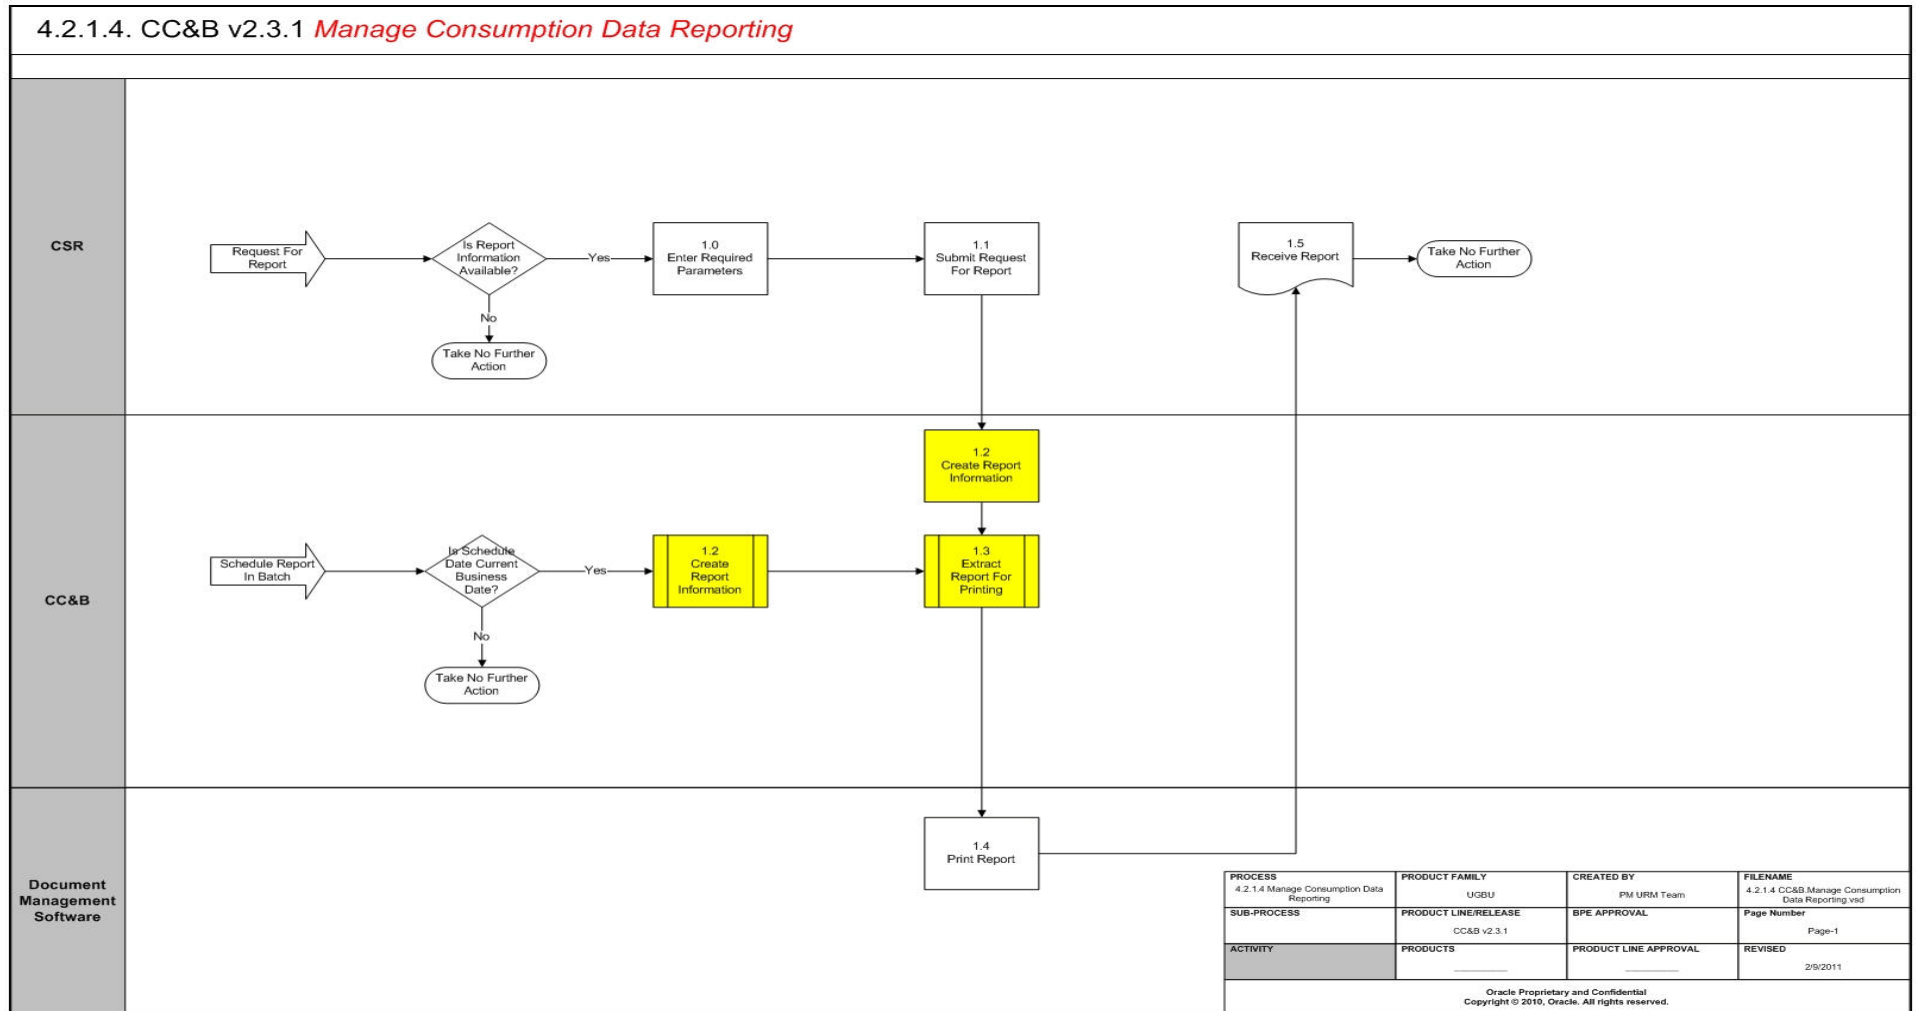 4.2.1.4. CC&B v2.3.1 Manage Consumption Data Reporting
CSR
Request For
Report
Is Report
Information
Available?
Yes
No
Take No Further
Action
1.0
Enter Required
Parameters
1.1
Submit Request
For Report
1.5
Receive Report
Take No Further
Action
CC&B
1.2
Create Report
Information
Schedule Report
In Batch
Is Schedule
Date Current
Business
Date?
Yes
No
Take No Further
Action
1.2
Create
Report
Information
1.3
Extract
Report For
Printing
Document
Management
Software
1.4
Print Report
PROCESS
4.2.1.4 Manage Consumption Data
Reporting
PRODUCT FAMILY
UGBU
CREATED BY
PM URM Team
FILENAME
4.2.1.4 CC&B.Manage Consumption
Data Reporting.vsd
SUB-PROCESS
PRODUCT LINE/RELEASE
CC&B v2.3.1
BPE APPROVAL
Page Number
Page-1
ACTIVITY
PRODUCTS
PRODUCT LINE APPROVAL
REVISED
2/9/2011
Oracle Proprietary and Confidential
Copyright © 2010, Oracle. All rights reserved.